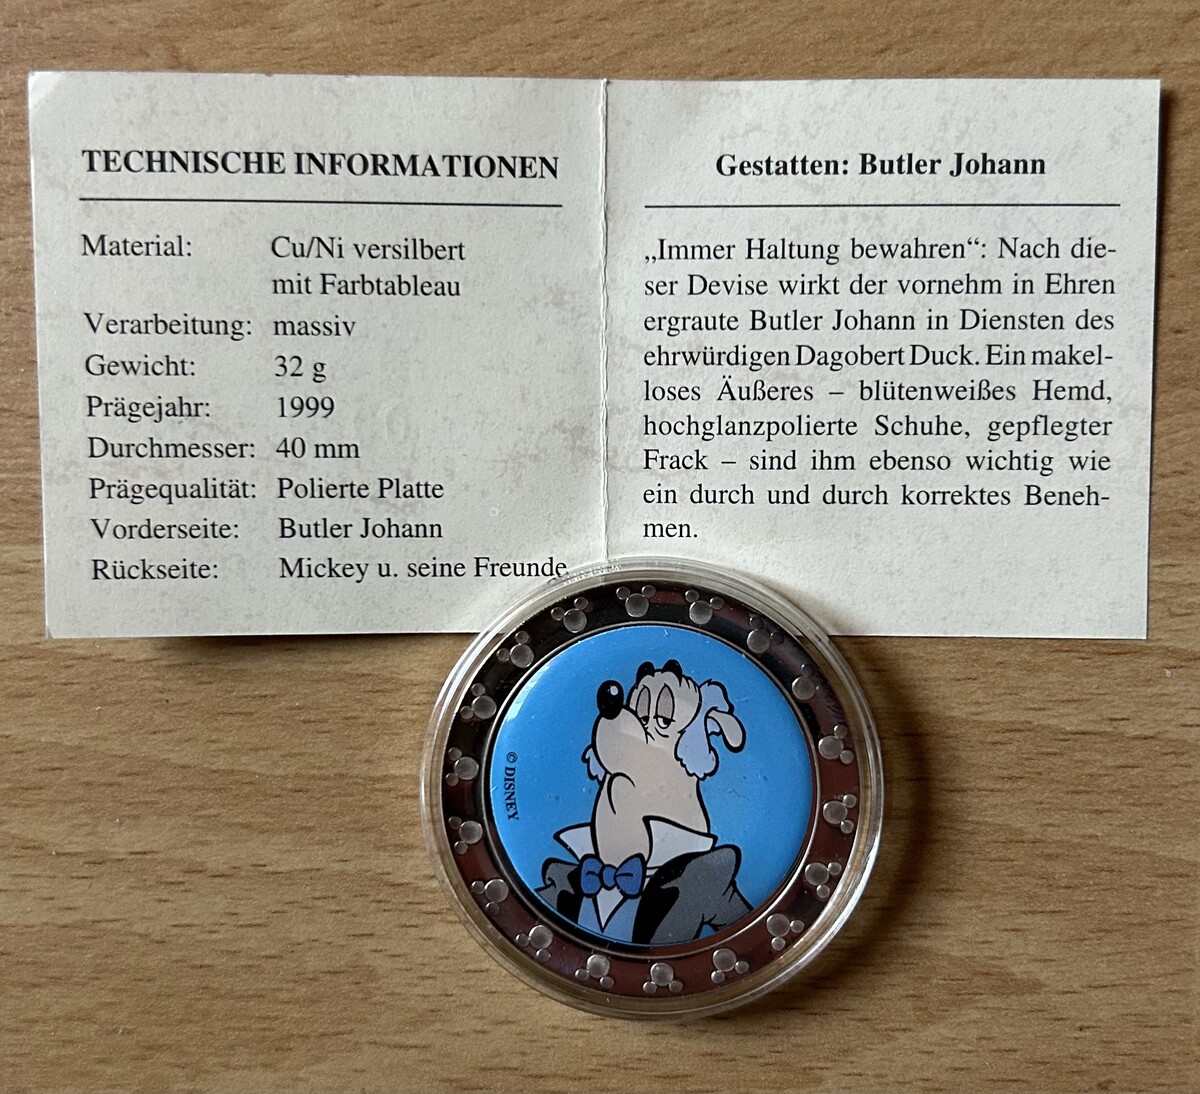 TECHNISCHE INFORMATIONEN
Material: Cu/Ni versilbert
mit Farbtableau
Verarbeitung: massiv
Gewicht: 32 g
Prägejahr: 1999
Durchmesser: 40 mm
Prägequalität: Polierte Platte
Vorderseite: Butler Johann
Rückseite: Mickey u. seine Freunde
Gestatten: Butler Johann
„Immer Haltung bewahren“: Nach die-
ser Devise wirkt der vornehm in Ehren
ergraute Butler Johann in Diensten des
ehrwürdigen Dagobert Duck. Ein makel-
loses Äußeres – blütenweißes Hemd,
hochglanzpolierte Schuhe, gepflegter
Frack – sind ihm ebenso wichtig wie
ein durch und durch korrektes Beneh-
men.
© DISNEY